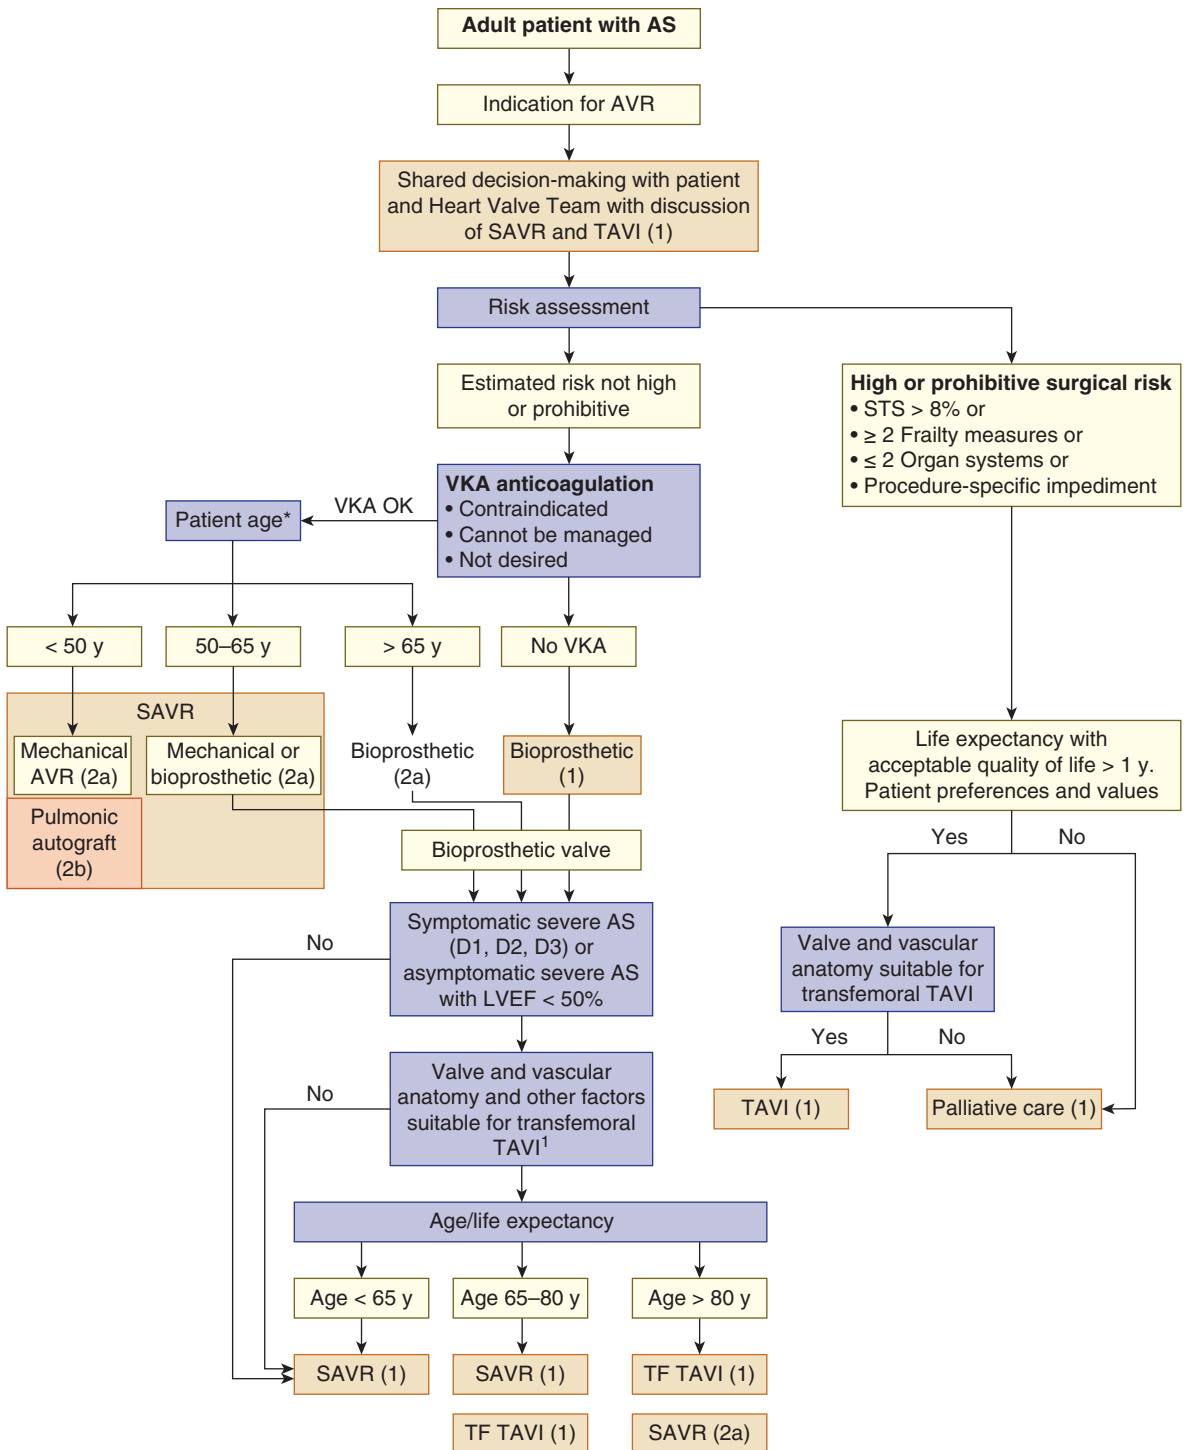 Adult patient with AS
Indication for AVR
Shared decision-making with patient
and Heart Valve Team with discussion
of SAVR and TAVI (1)
Risk assessment
Estimated risk not high
or prohibitive
High or prohibitive surgical risk
• STS > 8% or
• ≥ 2 Frailty measures or
• ≤ 2 Organ systems or
• Procedure-specific impediment
VKA anticoagulation
• Contraindicated
• Cannot be managed
• Not desired
VKA OK
Patient age*
< 50 y
50–65 y
> 65 y
No VKA
SAVR
Mechanical
AVR (2a)
Mechanical or
bioprosthetic (2a)
Bioprosthetic
(2a)
Bioprosthetic
(1)
Pulmonic
autograft
(2b)
Bioprosthetic valve
Life expectancy with
acceptable quality of life > 1 y.
Patient preferences and values
Yes
No
Symptomatic severe AS
(D1, D2, D3) or
asymptomatic severe AS
with LVEF < 50%
No
Valve and vascular
anatomy suitable for
transfemoral TAVI
Yes
No
TAVI (1)
Palliative care (1)
Valve and vascular
anatomy and other factors
suitable for transfemoral
TAVI1
No
Age/life expectancy
Age < 65 y
Age 65–80 y
Age > 80 y
SAVR (1)
SAVR (1)
TF TAVI (1)
TF TAVI (1)
SAVR (2a)